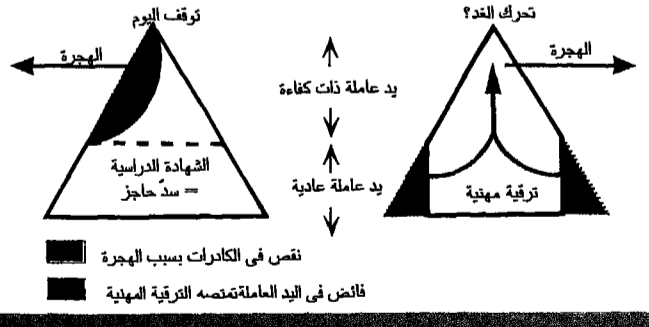 تحرك الغد؟
توقف اليوم
الهجرة
الهجرة
يد عاملة ذات كفاءة
الشهادة للدراسية
= سدّ حاجز
يد عاملة عادية
ترقية مهنية
نقص فى الكادرات بسبب الهجرة
فائض فى اليد العاملةتمتصه الترقية المهنية